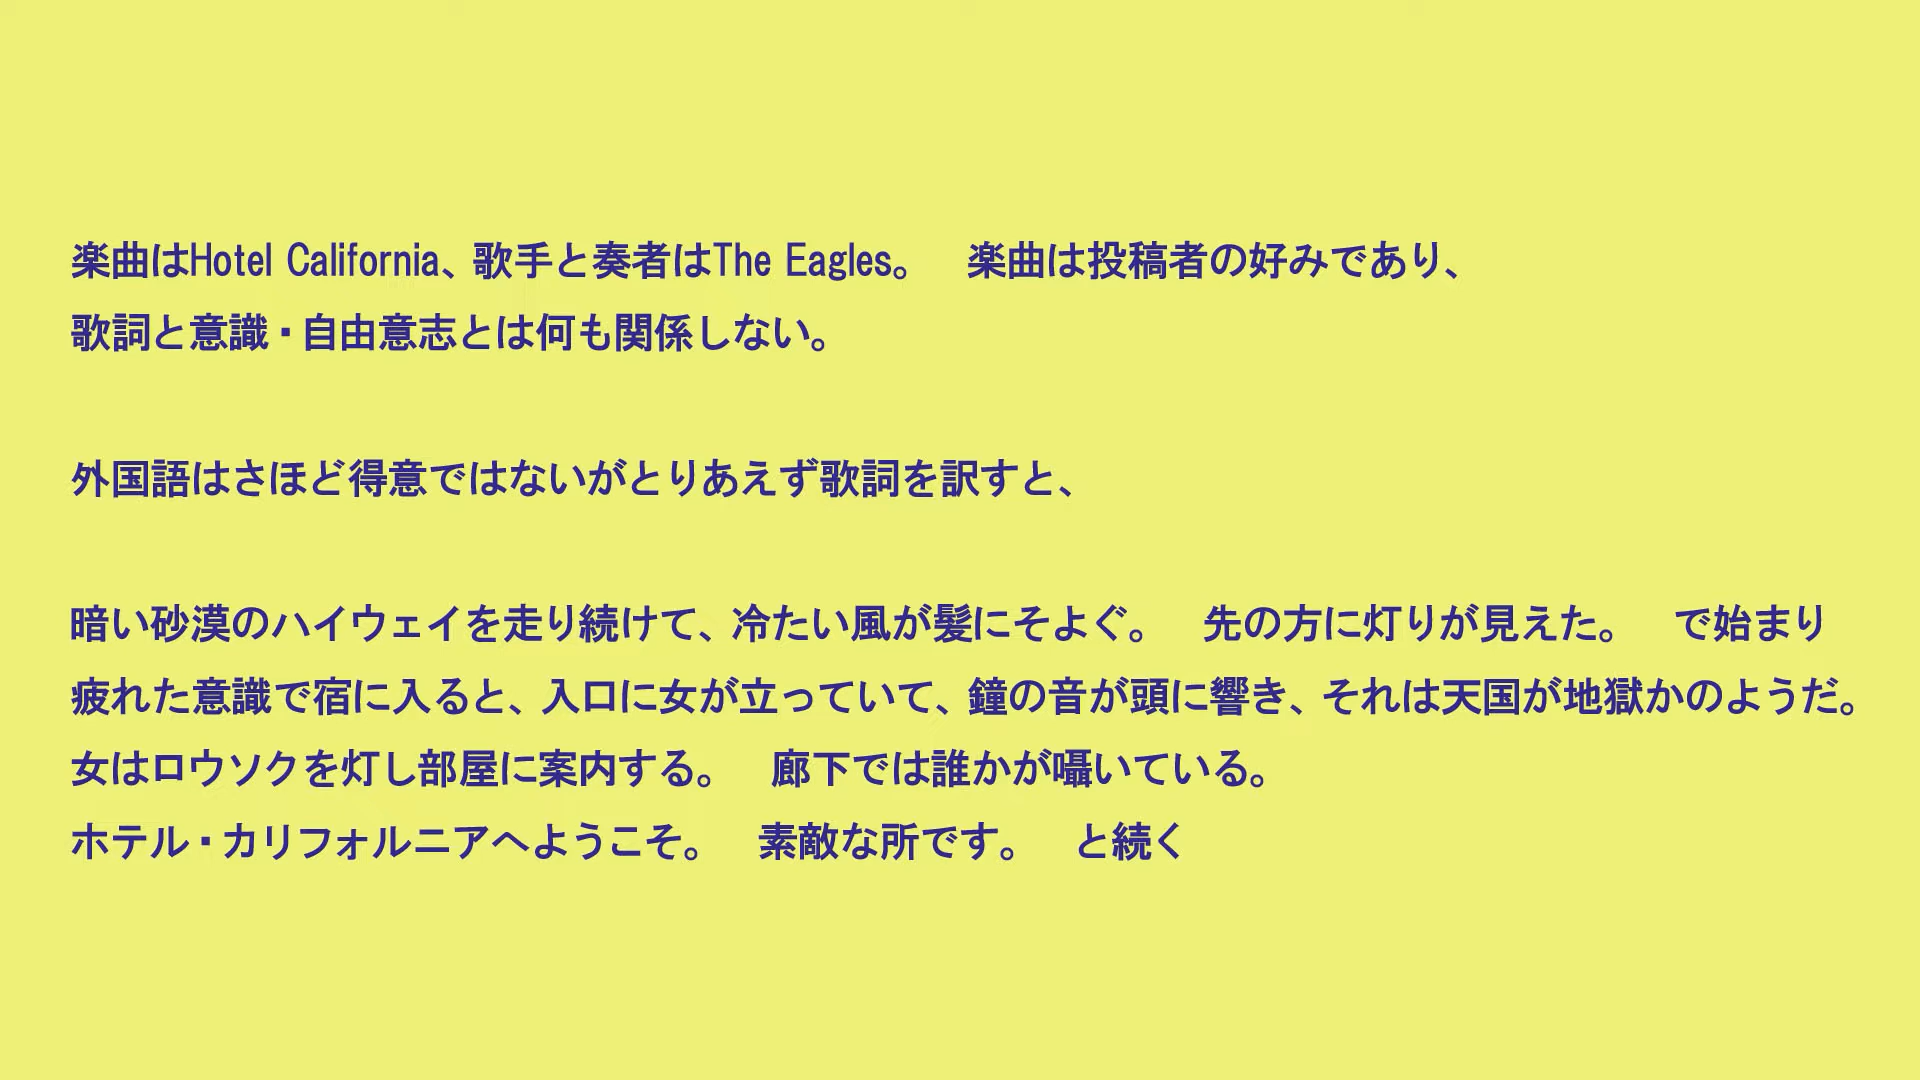 楽曲はHotel California、歌手と奏者はThe Eagles。　楽曲は投稿者の好みであり、
歌詞と意識・自由意志とは何も関係しない。
外国語はさほど得意ではないがとりあえず歌詞を訳すと、
暗い砂漠のハイウェイを走り続けて、冷たい風が髪にそよぐ。　先の方に灯りが見えた。　で始まり
疲れた意識で宿に入ると、入口に女が立っていて、鐘の音が頭に響き、それは天国が地獄かのようだ。
女はロウソクを灯し部屋に案内する。　廊下では誰かが囁いている。
ホテル・カリフォルニアへようこそ。　素敵な所です。　と続く